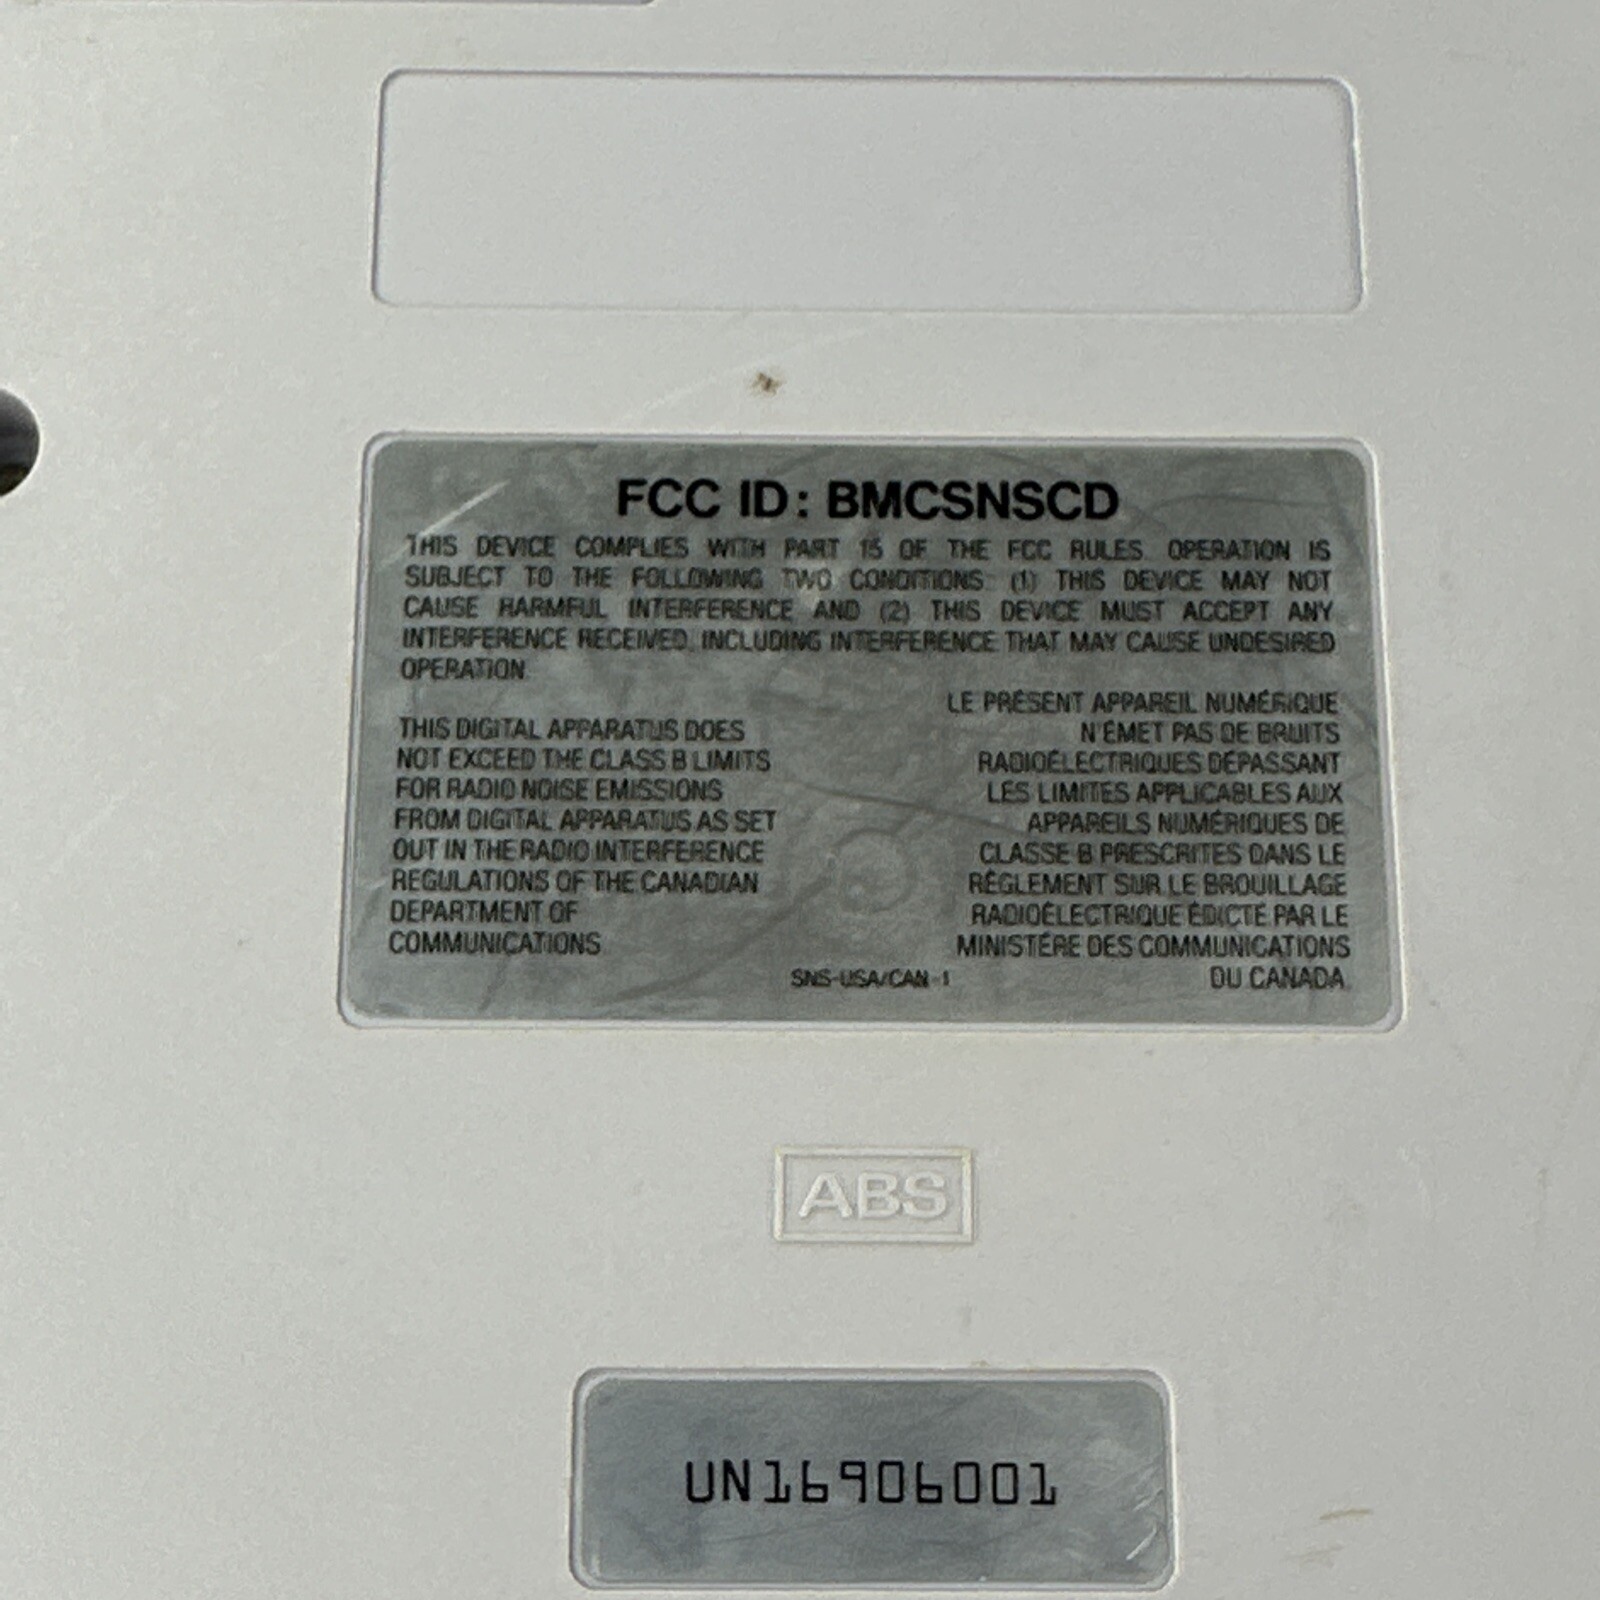 FCC ID: BMCSNSCD
THIS DEVICE COMPLIES WITH PART 15 OF THE FCC RULES. OPERATION IS
SUBJECT TO THE FOLLOWING TWO CONDITIONS: (1) THIS DEVICE MAY NOT
CAUSE HARMFUL INTERFERENCE, AND (2) THIS DEVICE MUST ACCEPT ANY
INTERFERENCE RECEIVED, INCLUDING INTERFERENCE THAT MAY CAUSE UNDESIRED
OPERATION.
THIS DIGITAL APPARATUS DOES
NOT EXCEED THE CLASS B LIMITS
FOR RADIO NOISE EMISSIONS
FROM DIGITAL APPARATUS AS SET
OUT IN THE RADIO INTERFERENCE
REGULATIONS OF THE CANADIAN
DEPARTMENT OF
COMMUNICATIONS
LE PRÉSENT APPAREIL NUMÉRIQUE
N'ÉMET PAS DE BRUITS
RADIOÉLECTRIQUES DÉPASSANT
LES LIMITES APPLICABLES AUX
APPAREILS NUMÉRIQUES DE
CLASSE B PRESCRITES DANS LE
RÈGLEMENT SUR LE BROUILLAGE
RADIOÉLECTRIQUE ÉDICTÉ PAR LE
MINISTÈRE DES COMMUNICATIONS
DU CANADA
SNS-USA/CAN-1
ABS
UN16906001